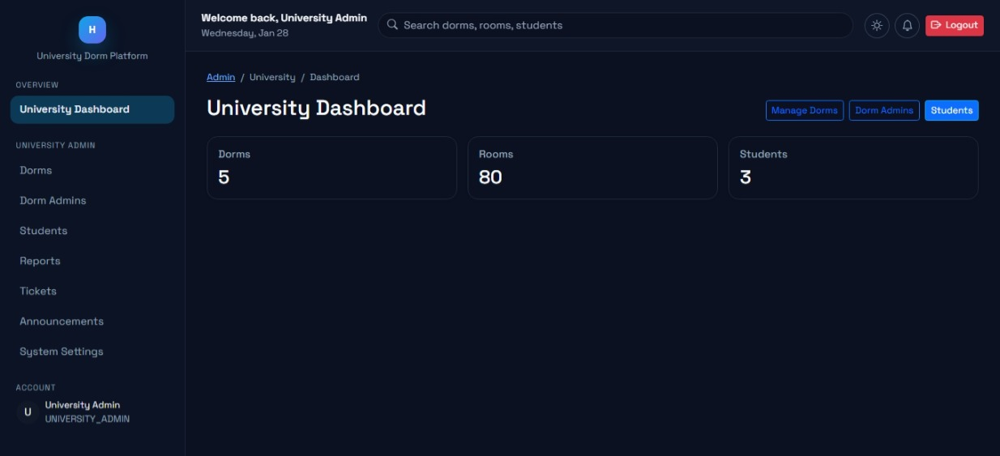 H
University Dorm Platform
OVERVIEW
University Dashboard
UNIVERSITY ADMIN
Dorms
Dorm Admins
Students
Reports
Tickets
Announcements
System Settings
ACCOUNT
U
University Admin
UNIVERSITY_ADMIN
Welcome back, University Admin
Wednesday, Jan 28
Search dorms, rooms, students
Logout
Admin / University / Dashboard
University Dashboard
Manage Dorms
Dorm Admins
Students
Dorms
5
Rooms
80
Students
3